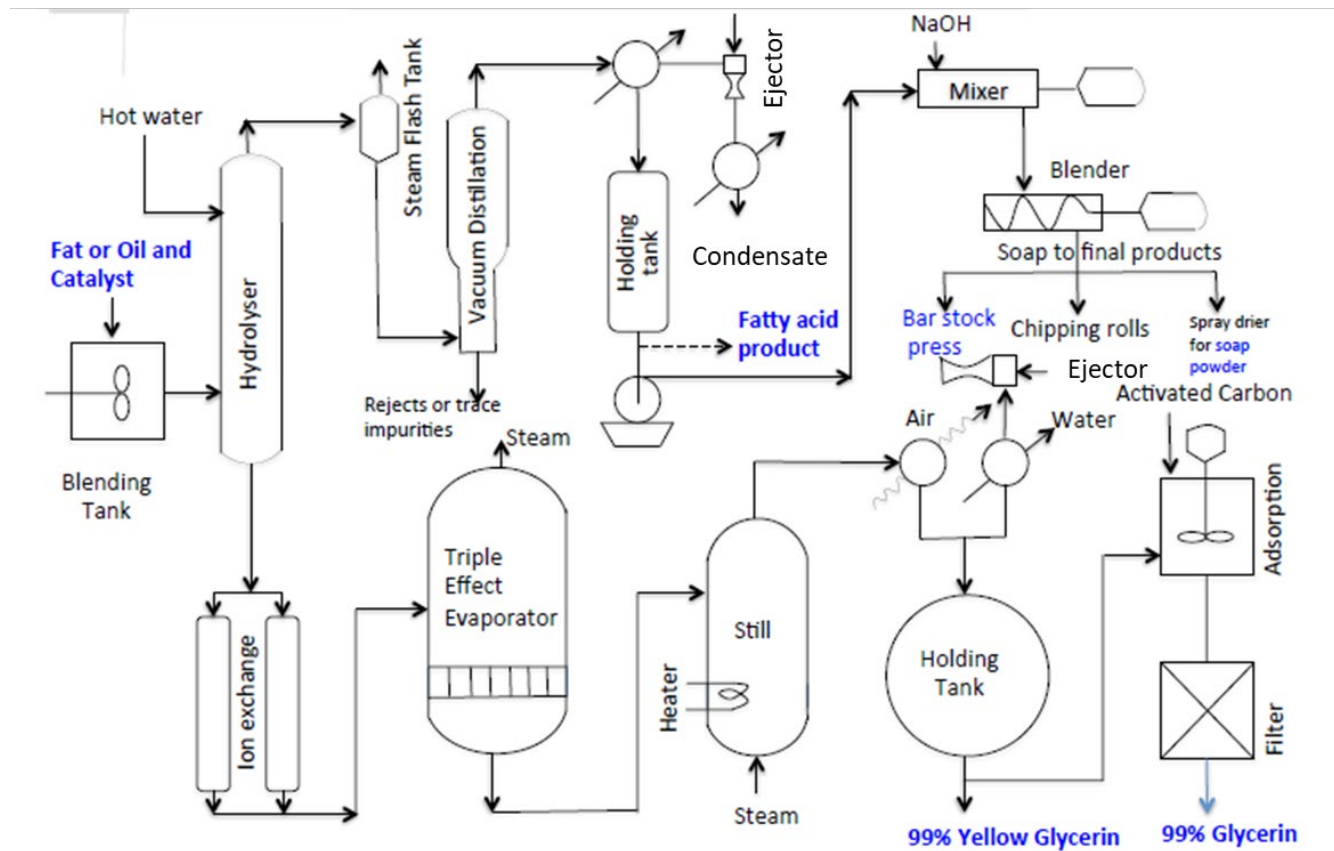 NaOH
Mixer
Ejector
Steam Flash Tank
Hot water
Vacuum Distillation
Blender
Holding
tank
Condensate
Soap to final products
Fat or Oil and
Catalyst
Hydrolyser
Fatty acid
product
Bar stock
press
Chipping rolls
Spray drier
for soap
powder
Ejector
Activated Carbon
Rejects or trace
impurities
Air
Water
Steam
Blending
Tank
Adsorption
Triple
Effect
Evaporator
Still
Holding
Tank
Heater
Ion exchange
Filter
Steam
99% Yellow Glycerin
99% Glycerin